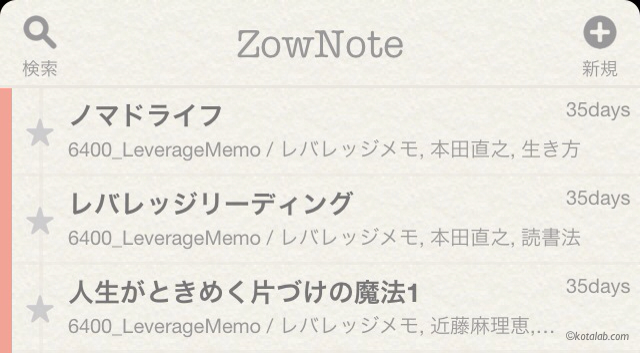 ZowNote
検索
新規
ノマドライフ
35days
6400_LeverageMemo / レバレッジメモ, 本田直之, 生き方
レバレッジリーディング
35days
6400_LeverageMemo / レバレッジメモ, 本田直之, 読書法
人生がときめく片づけの魔法1
35days
6400_LeverageMemo / レバレッジメモ, 近藤麻理恵,...
©kotalab.com